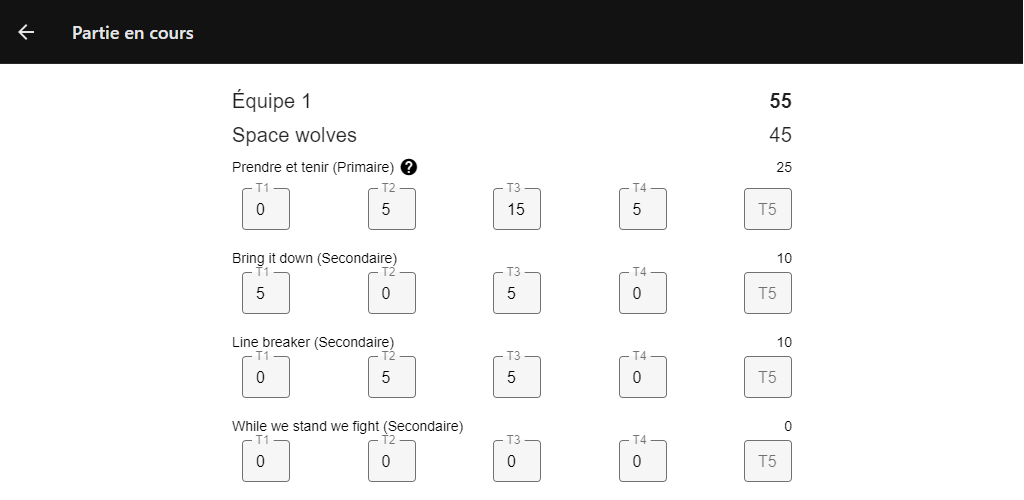 Partie en cours
Équipe 1 55
Space wolves 45
Prendre et tenir (Primaire) ? 25
T1 T2 T3 T4
0 5 15 5 T5
Bring it down (Secondaire) 10
T1 T2 T3 T4
5 0 5 0 T5
Line breaker (Secondaire) 10
T1 T2 T3 T4
0 5 5 0 T5
While we stand we fight (Secondaire) 0
T1 T2 T3 T4
0 0 0 0 T5